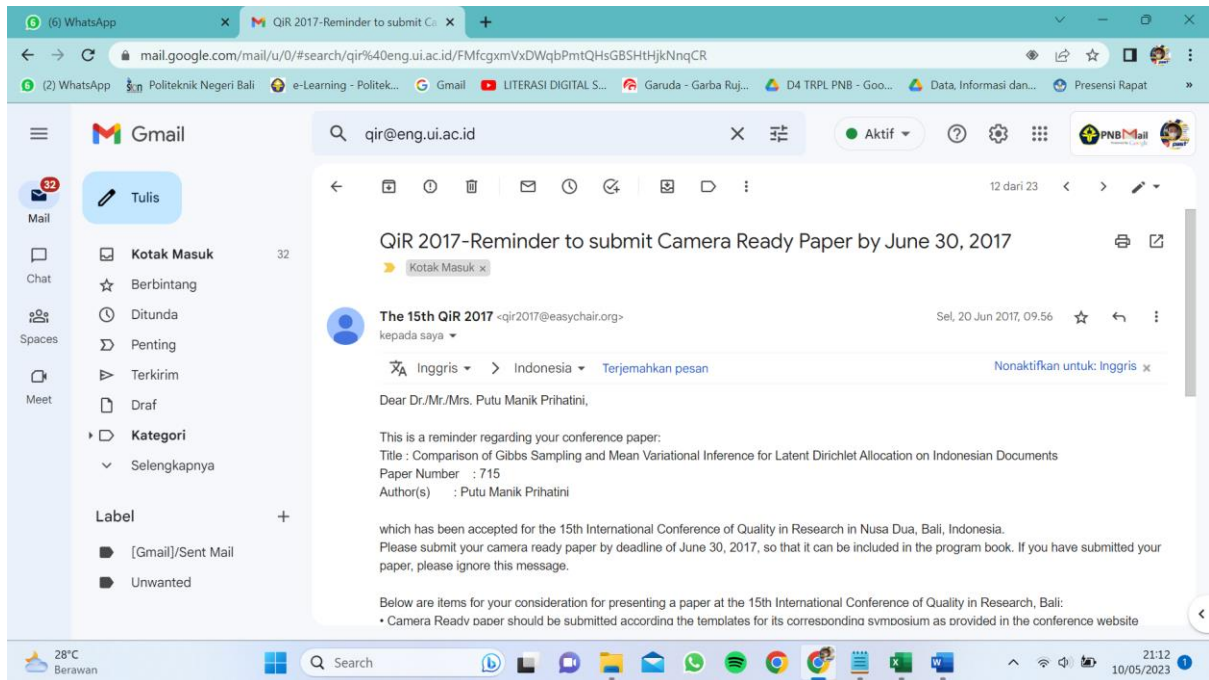 (6) WhatsApp
QiR 2017-Reminder to submit Ca
mail.google.com/mail/u/0/#search/qir%40eng.ui.ac.id/FMfcgxmVxDWqbPmtQHsGBSHtHjkNnqCR
(2) WhatsApp
Politeknik Negeri Bali
e-Learning - Politek...
Gmail
LITERASI DIGITAL S...
Garuda - Garba Ruj...
D4 TRPL PNB - Goo...
Data, Informasi dan...
Presensi Rapat
»
Gmail
qir@eng.ui.ac.id
Aktif
PNBMail
32
Mail
Chat
Spaces
Meet
Tulis
Kotak Masuk 32
Berbintang
Ditunda
Penting
Terkirim
Draf
Kategori
Selengkapnya
Label
[Gmail]/Sent Mail
Unwanted
12 dari 23
QiR 2017-Reminder to submit Camera Ready Paper by June 30, 2017
Kotak Masuk x
The 15th QiR 2017 <qir2017@easychair.org>
Sel, 20 Jun 2017, 09.56
kepada saya
Inggris > Indonesia Terjemahkan pesan
Nonaktifkan untuk: Inggris x
Dear Dr./Mr./Mrs. Putu Manik Prihatini,
This is a reminder regarding your conference paper:
Title : Comparison of Gibbs Sampling and Mean Variational Inference for Latent Dirichlet Allocation on Indonesian Documents
Paper Number : 715
Author(s) : Putu Manik Prihatini
which has been accepted for the 15th International Conference of Quality in Research in Nusa Dua, Bali, Indonesia.
Please submit your camera ready paper by deadline of June 30, 2017, so that it can be included in the program book. If you have submitted your
paper, please ignore this message.
Below are items for your consideration for presenting a paper at the 15th International Conference of Quality in Research, Bali:
• Camera Ready paper should be submitted according the templates for its corresponding symposium as provided in the conference website
28°C
Berawan
Search
21:12
10/05/2023
1